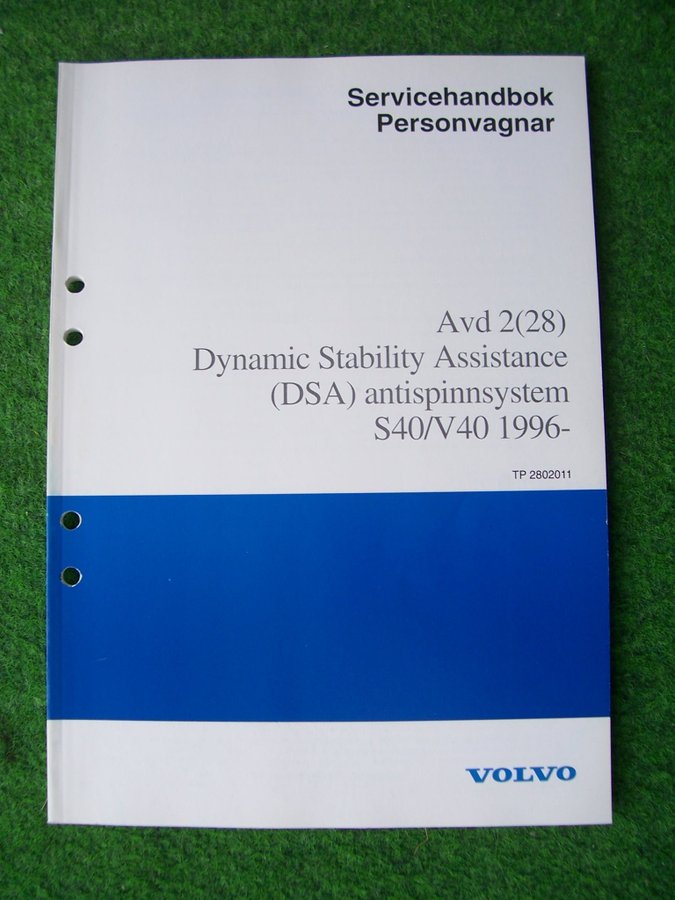 Servicehandbok
Personvagnar
Avd 2(28)
Dynamic Stability Assistance
(DSA) antispinnsystem
S40/V40 1996-
TP 2802011
VOLVO